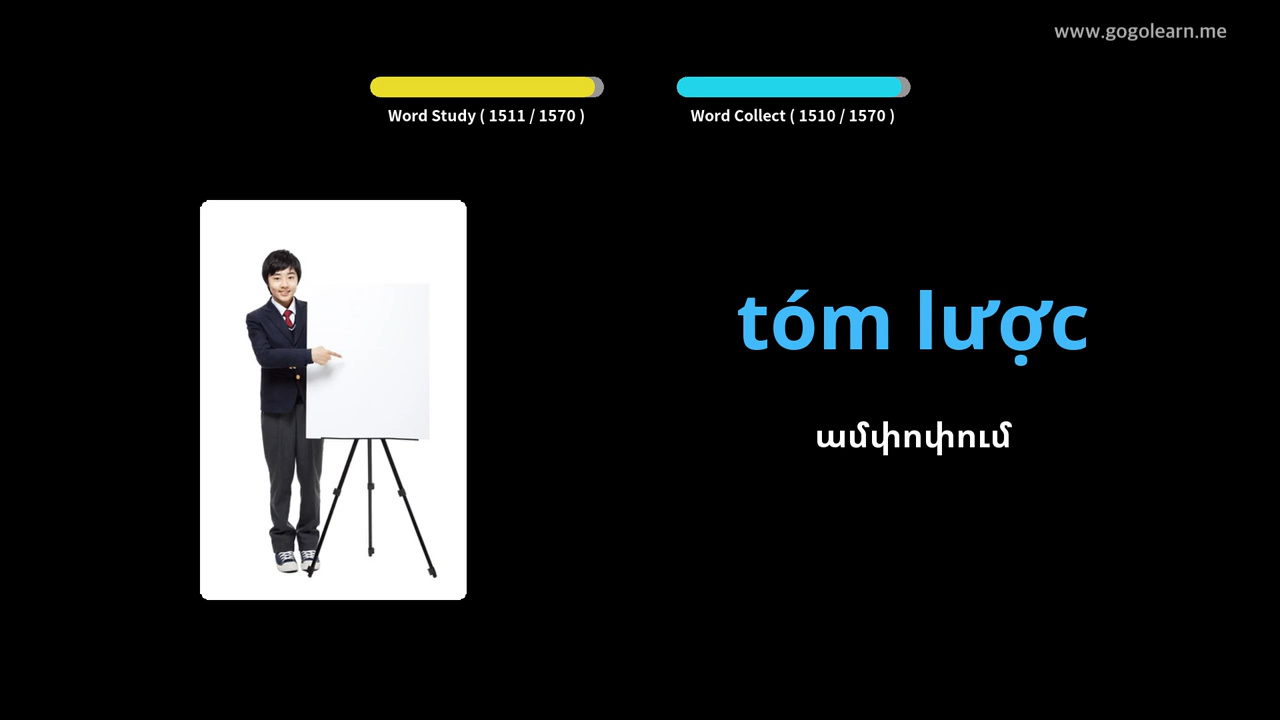 www.gogolearn.me
Word Study ( 1511 / 1570 )
Word Collect ( 1510 / 1570 )
tóm lược
ամփոփում